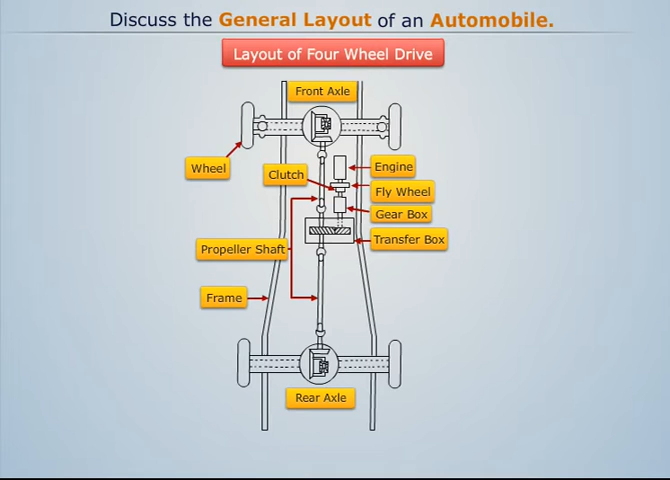 Discuss the General Layout of an Automobile.
Layout of Four Wheel Drive
Front Axle
Wheel
Clutch
Engine
Fly Wheel
Gear Box
Transfer Box
Propeller Shaft
Frame
Rear Axle